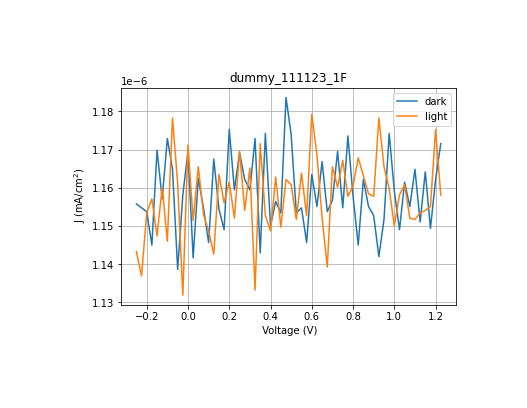 dummy_111123_1F
1e−6
dark
light
1.18
1.17
1.16
1.15
1.14
1.13
J (mA/cm²)
−0.2 0.0 0.2 0.4 0.6 0.8 1.0 1.2
Voltage (V)